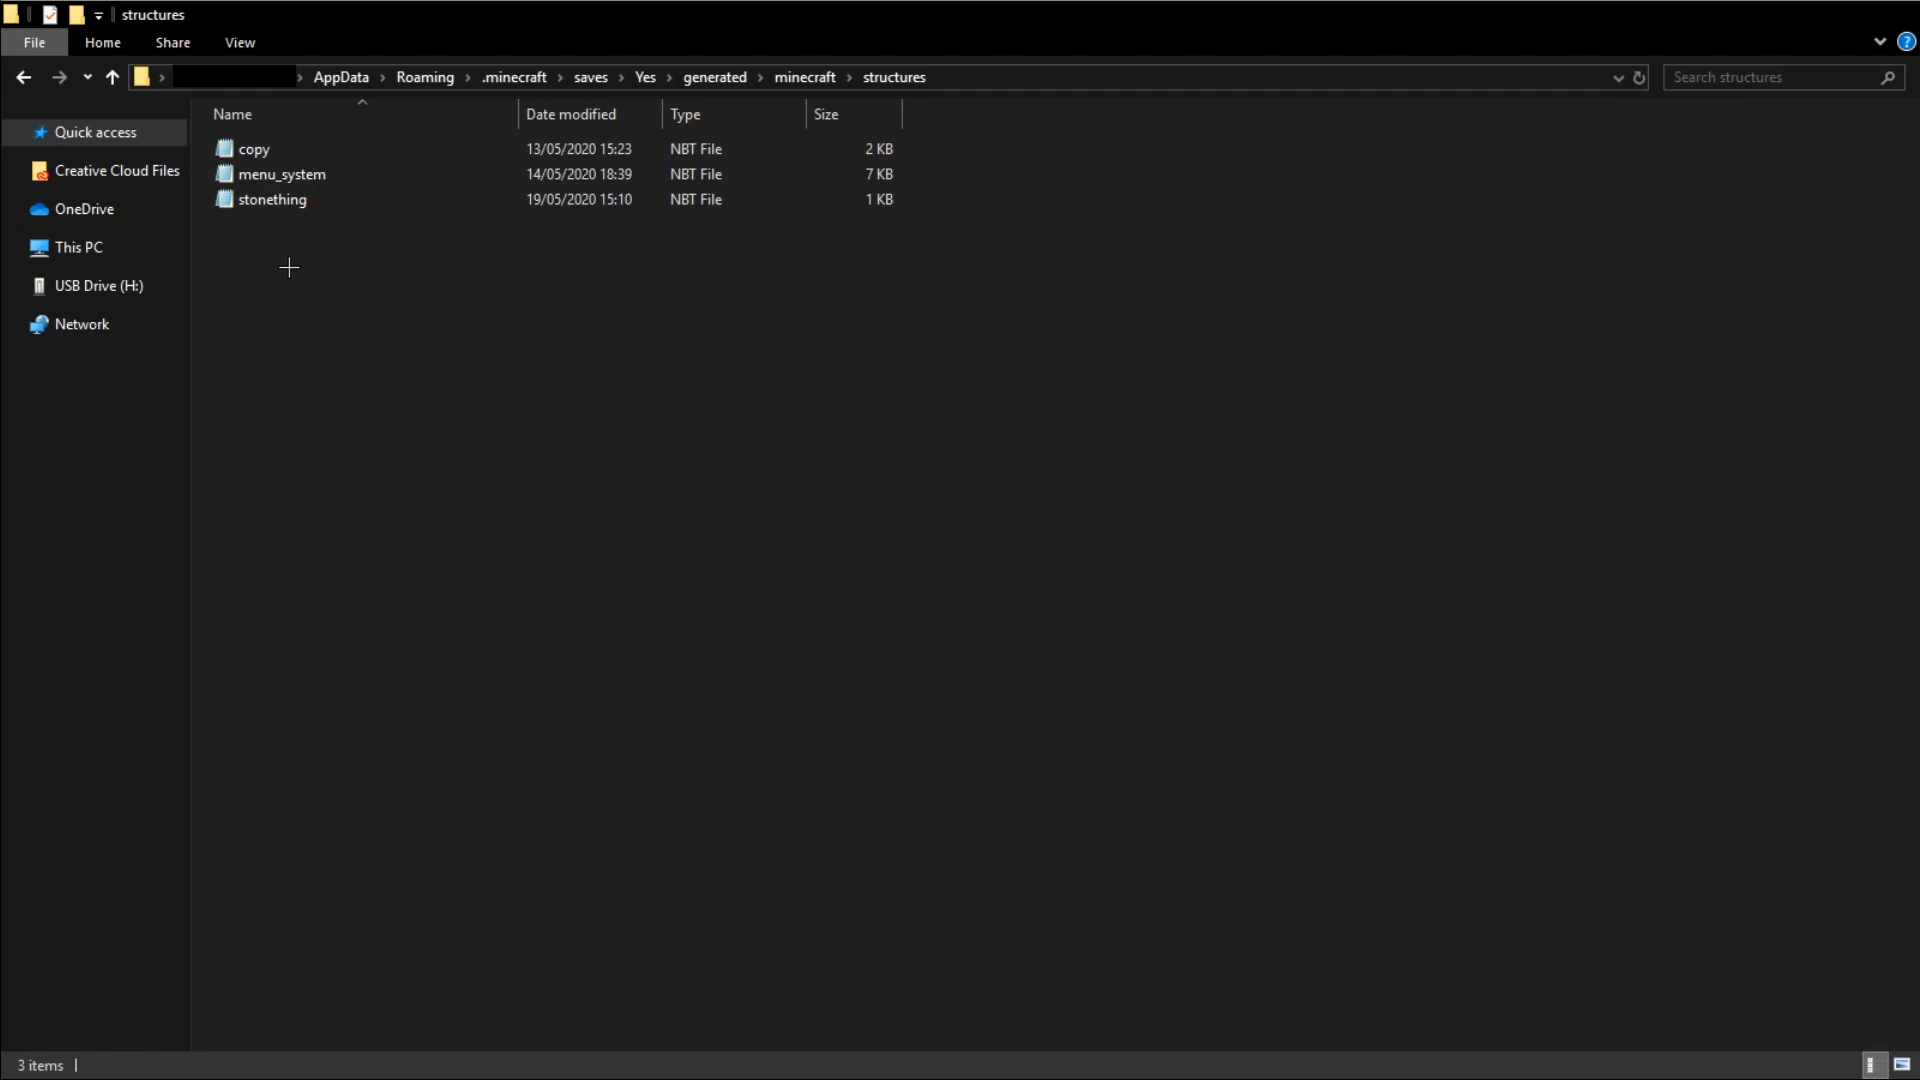 structures
File Home Share View
AppData > Roaming > .minecraft > saves > Yes > generated > minecraft > structures
Search structures
Name Date modified Type Size
Quick access
Creative Cloud Files
OneDrive
This PC
USB Drive (H:)
Network
copy 13/05/2020 15:23 NBT File 2 KB
menu_system 14/05/2020 18:39 NBT File 7 KB
stonething 19/05/2020 15:10 NBT File 1 KB
3 items